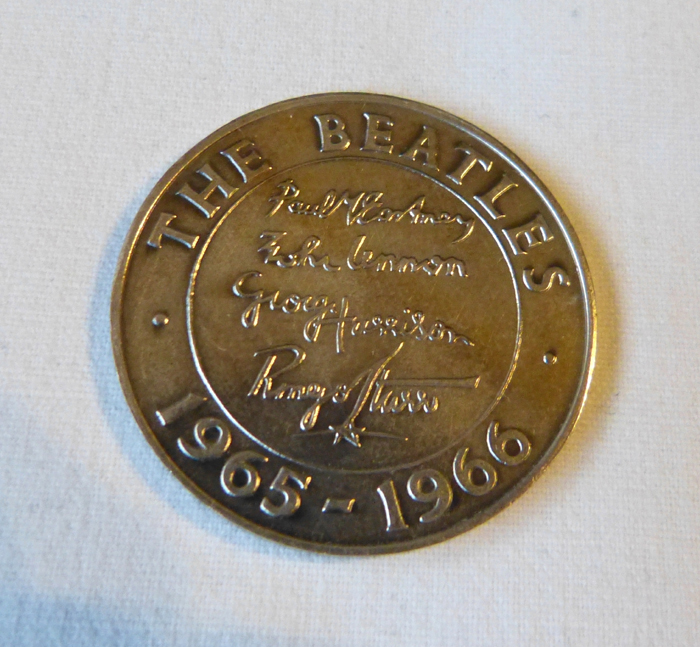 THE BEATLES
Paul McCartney
John Lennon
George Harrison
Ringo Starr
1965-1966